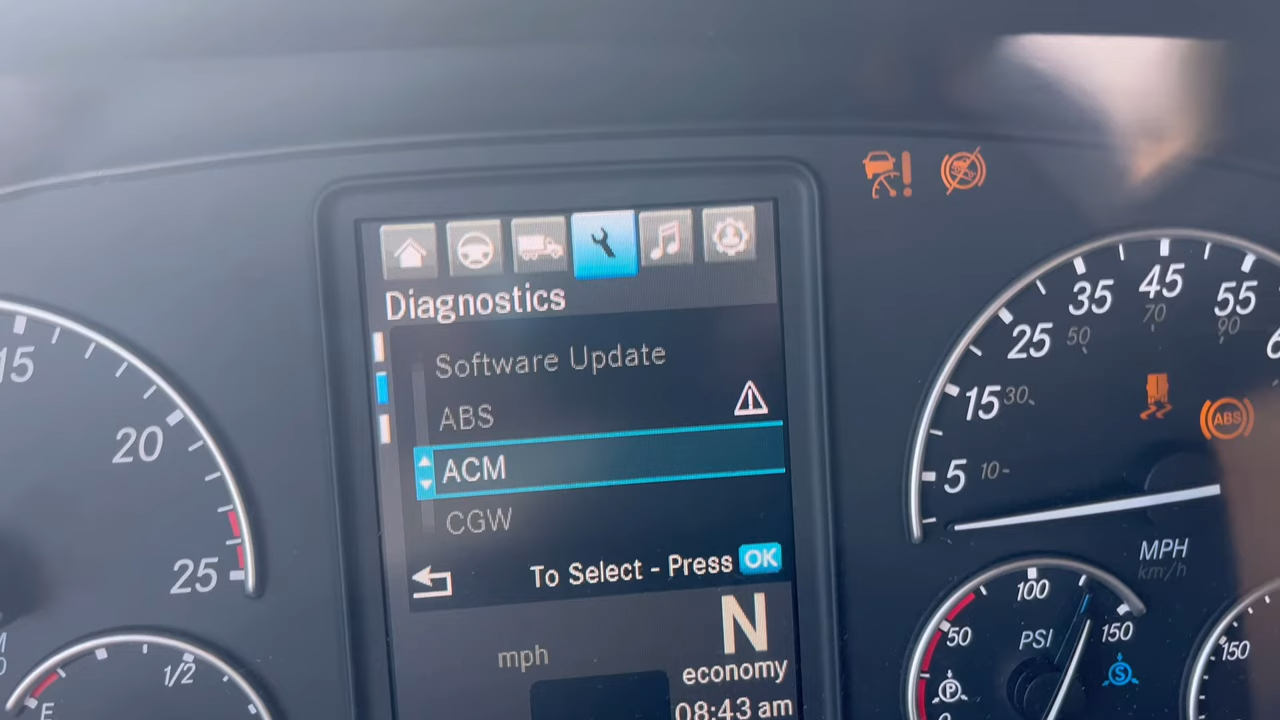 Diagnostics
Software Update
ABS
ACM
CGW
To Select - Press OK
N
mph
economy
08:43 am
15
20
25
1/2
E
5
15
25
35
45
55
10
30
50
70
90
ABS
MPH
km/h
50
100
150
PSI
P
S
150